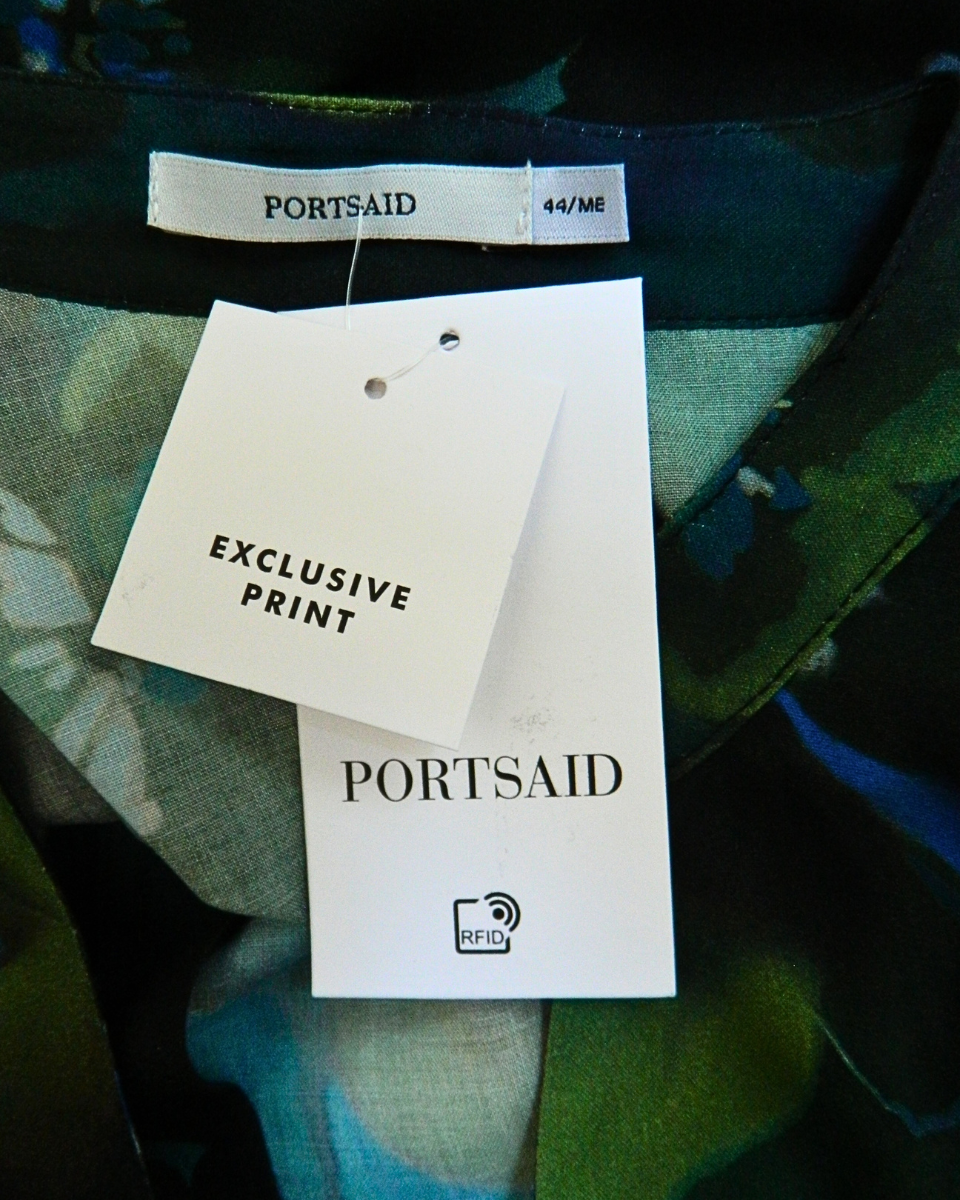 PORTSAID
44/ME
EXCLUSIVE
PRINT
PORTSAID
RFID